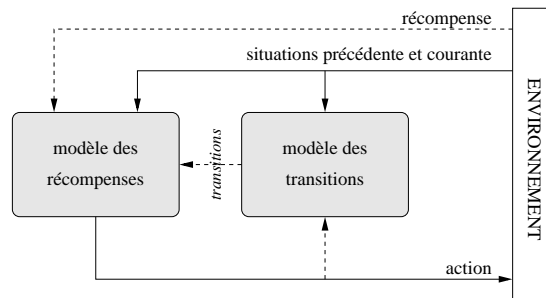 récompense
situations précédente et courante
modèle des
récompenses
transitions
modèle des
transitions
action
ENVIRONNEMENT